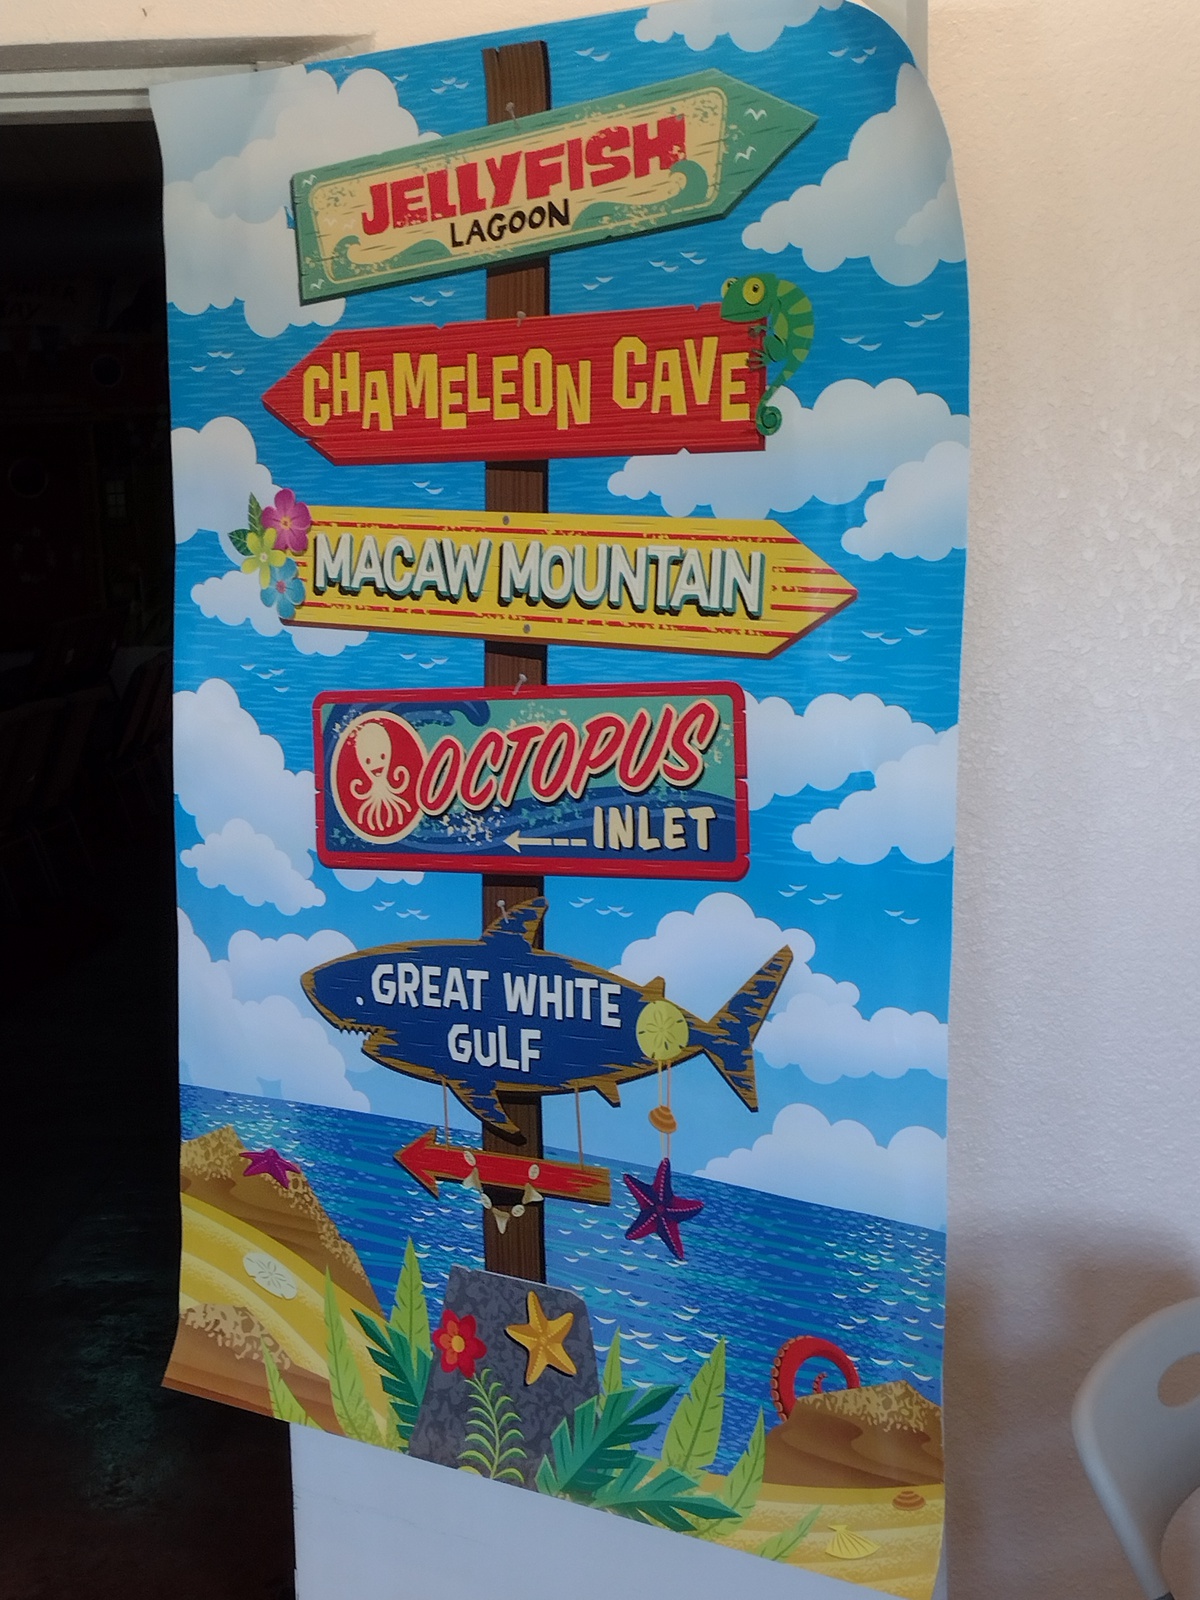 JELLYFISH
LAGOON
CHAMELEON CAVE
MACAW MOUNTAIN
OCTOPUS
INLET
GREAT WHITE
GULF